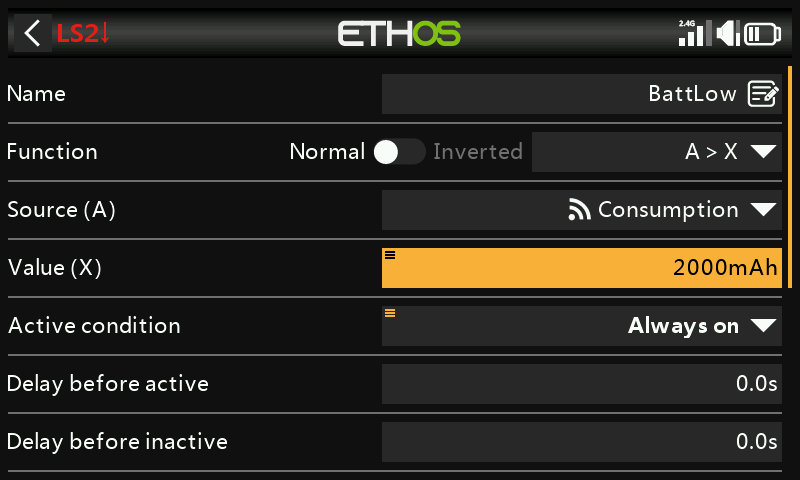 LS2↓ ETHOS 2.4G
Name BattLow
Function Normal Inverted A > X
Source (A) Consumption
Value (X) 2000mAh
Active condition Always on
Delay before active 0.0s
Delay before inactive 0.0s